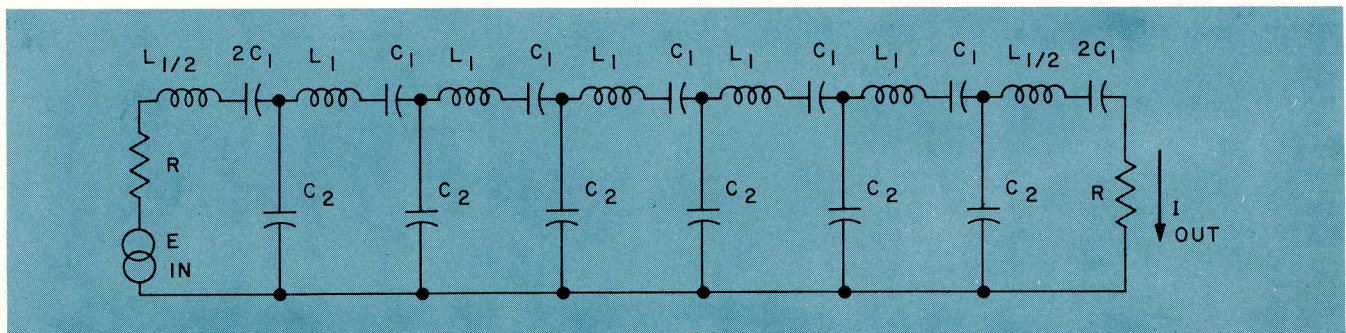 L1/2 2C1 L1 C1 L1 C1 L1 C1 L1 C1 L1 C1 L1/2 2C1
R C2 C2 C2 C2 C2 C2 R I
OUT
E
IN